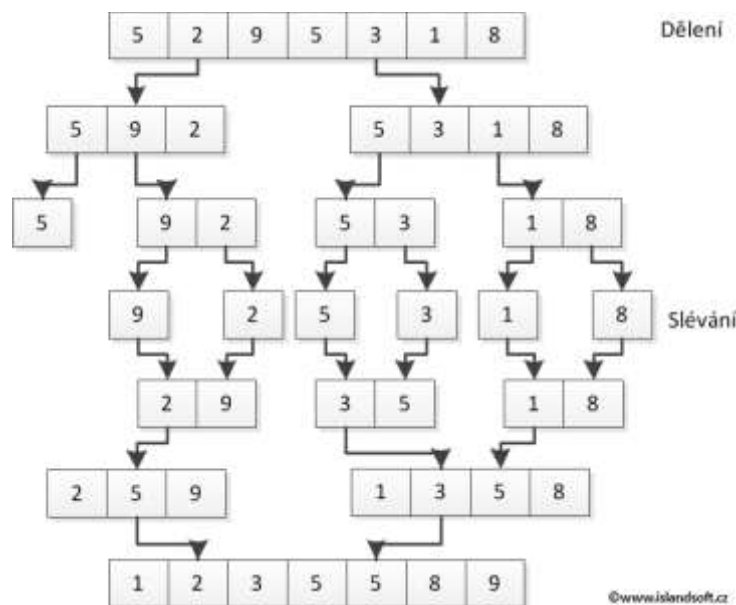 5 2 9 5 3 1 8 Dělení
5 9 2 5 3 1 8
5 9 2 5 3 1 8
9 2 5 3 1 8 Slévání
2 9 3 5 1 8
2 5 9 1 3 5 8
1 2 3 5 5 8 9
©www.islandsoft.cz